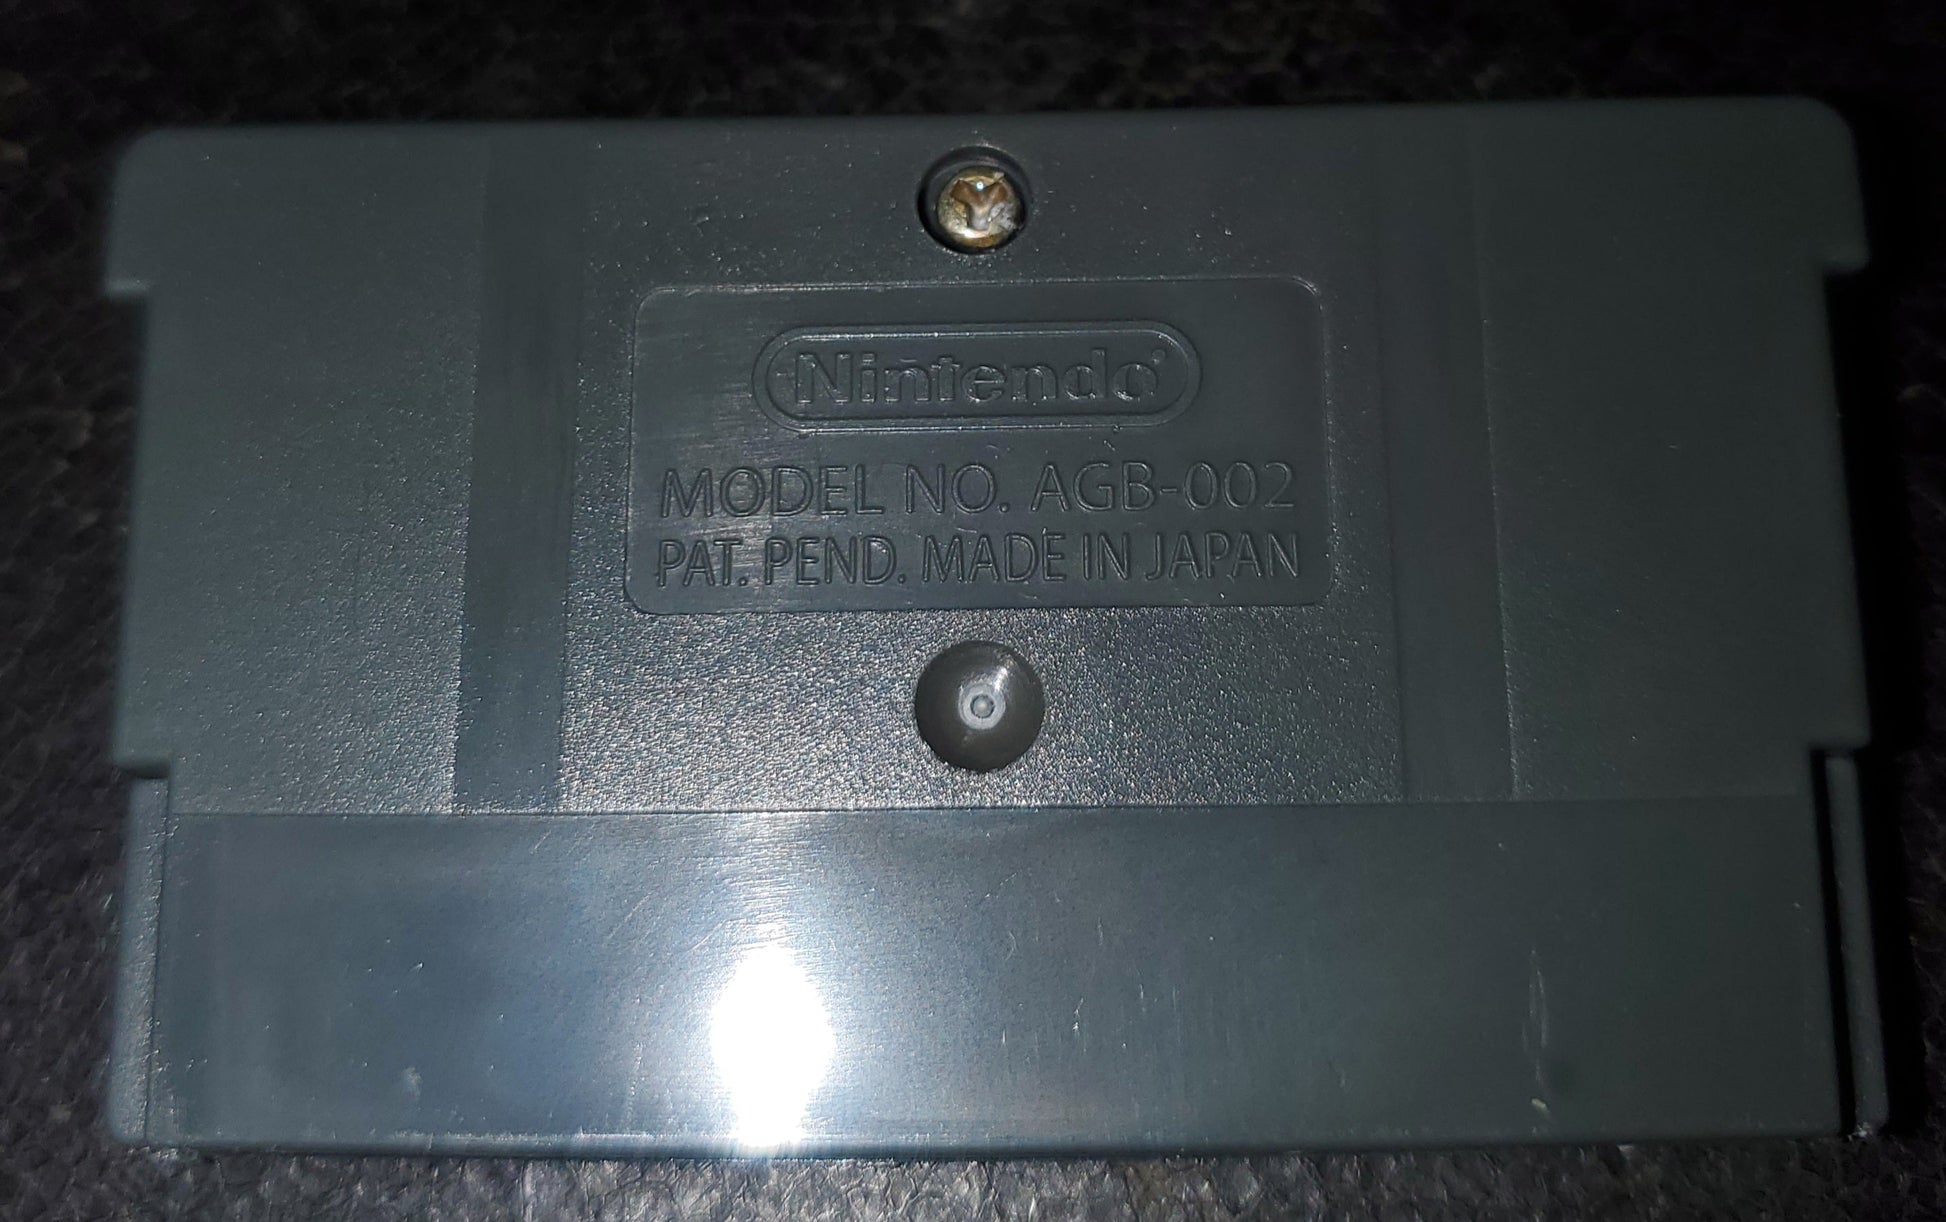 Nintendo®
MODEL NO. AGB-002
PAT. PEND. MADE IN JAPAN